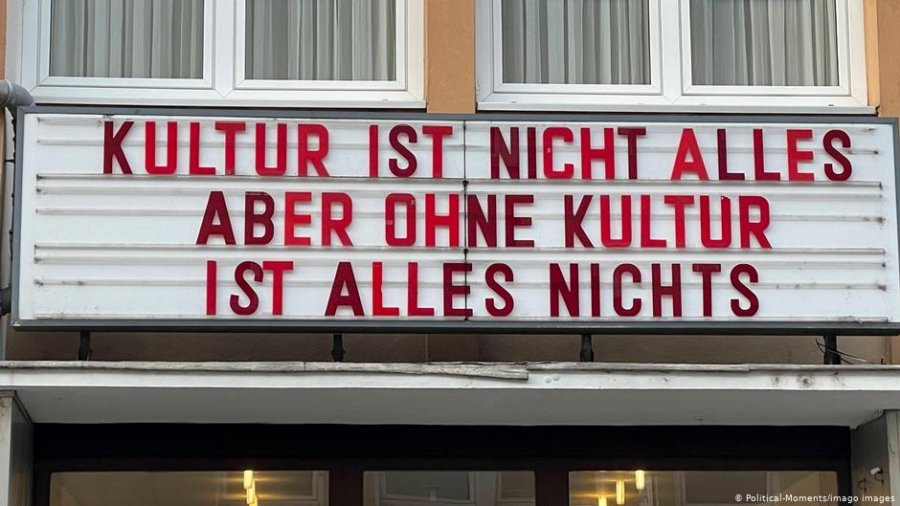 KULTUR IST NICHT ALLES
ABER OHNE KULTUR
IST ALLES NICHTS
© Political-Moments/imago images